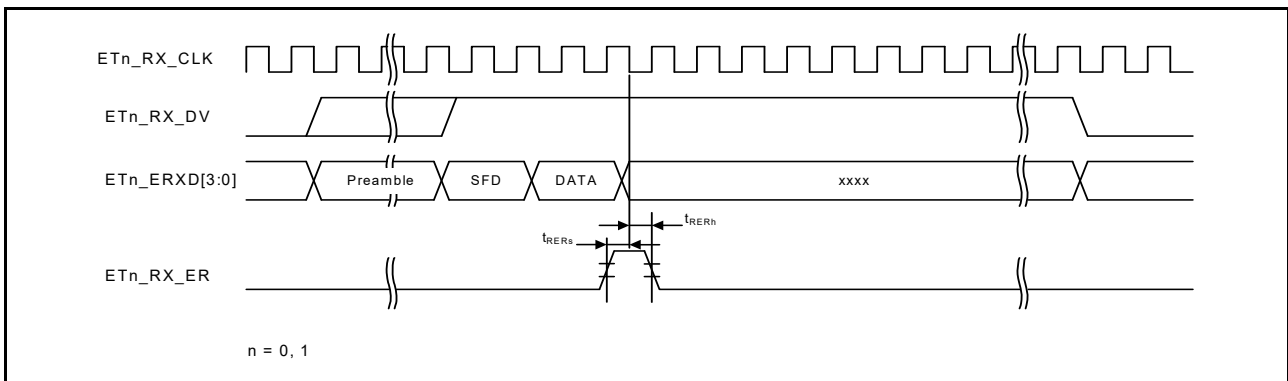 ETn_RX_CLK
ETn_RX_DV
ETn_ERXD[3:0]
Preamble
SFD
DATA
xxxx
tRERh
tRERs
ETn_RX_ER
n = 0, 1